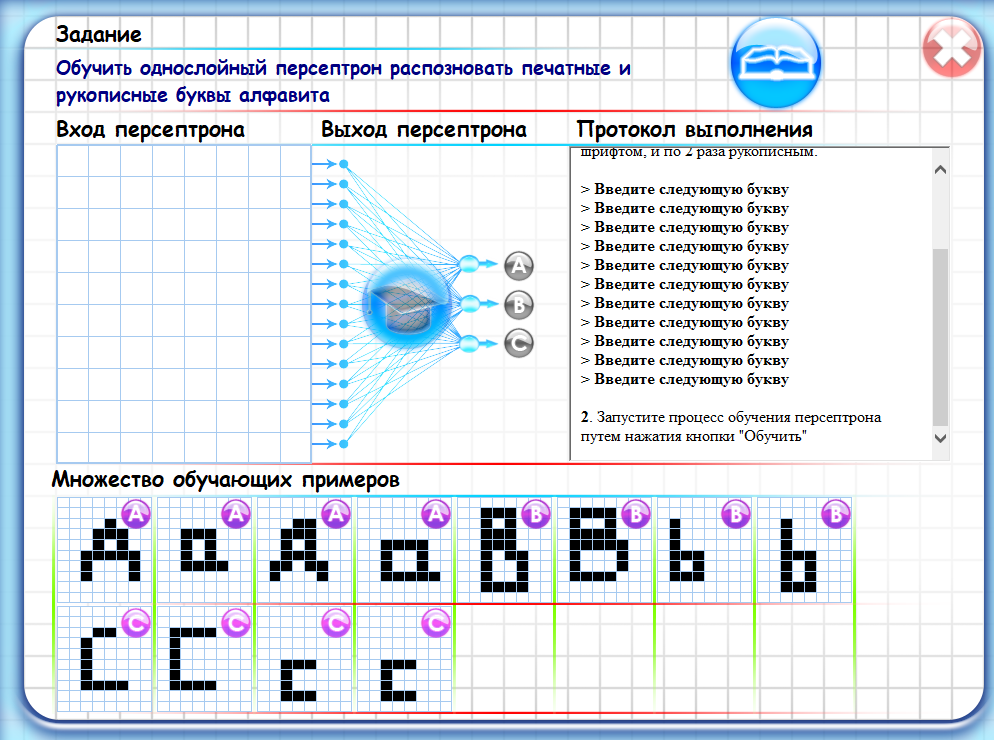 Задание
Обучить однослойный персептрон распозновать печатные и
рукописные буквы алфавита
Вход персептрона
Выход персептрона
Протокол выполнения
шрифтом, и по 2 раза рукописным.
> Введите следующую букву
> Введите следующую букву
> Введите следующую букву
> Введите следующую букву
> Введите следующую букву
> Введите следующую букву
> Введите следующую букву
> Введите следующую букву
> Введите следующую букву
> Введите следующую букву
> Введите следующую букву
2. Запустите процесс обучения персептрона
путем нажатия кнопки "Обучить"
A
B
C
Множество обучающих примеров
A A A A B B B B
A a A a B B b b
C C C C
C C c c